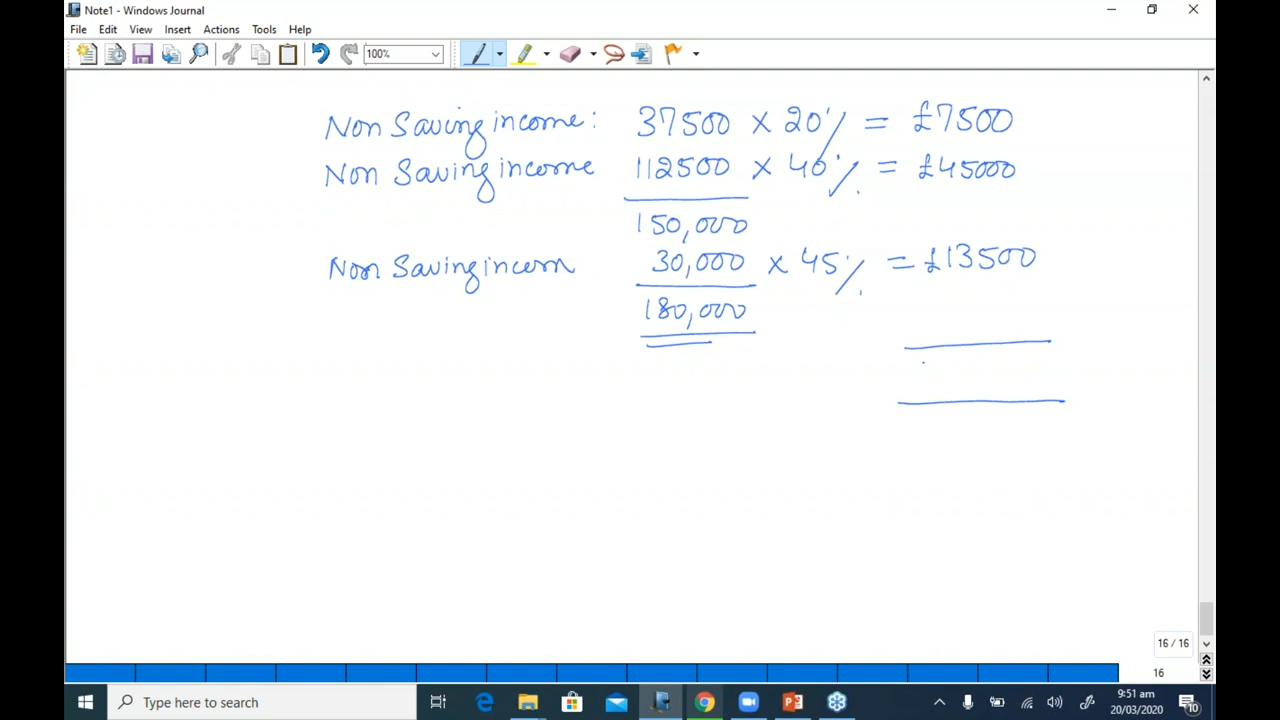 Note1 - Windows Journal
File Edit View Insert Actions Tools Help
100%
Non Saving income: 37500 x 20% = £7500
Non Saving income 112500 x 40% = £45000
150,000
Non Saving incom 30,000 x 45% = £13500
180,000
16 / 16
16
Type here to search
9:51 am
20/03/2020
10